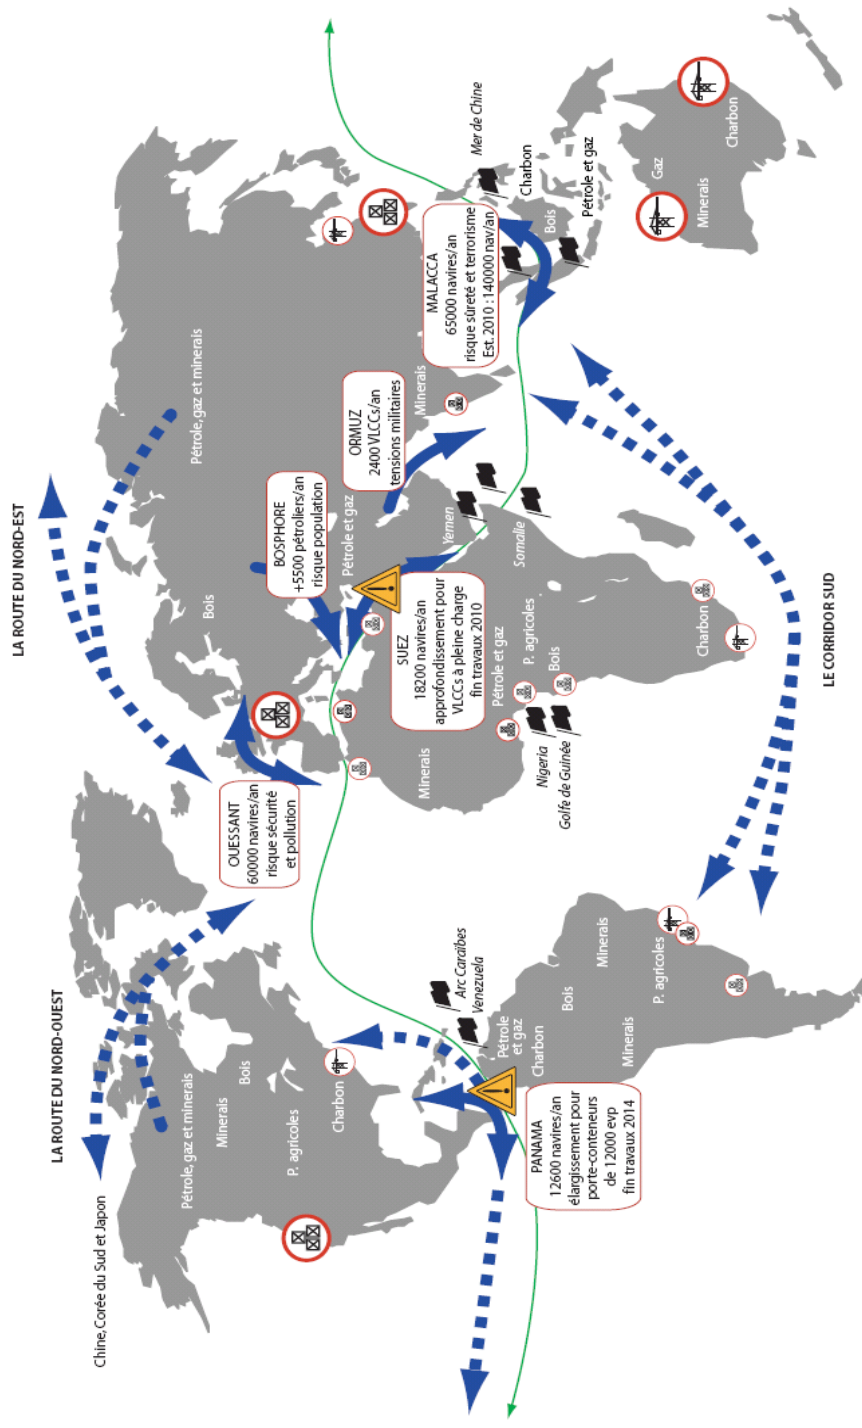 LA ROUTE DU NORD-OUEST
LA ROUTE DU NORD-EST
Chine, Corée du Sud et Japon
Pétrole, gaz et minerais
Minerais
Bois
P. agricoles
Charbon
OUESSANT
60000 navires/an
risque sécurité
et pollution
Bois
Pétrole, gaz et minerais
BOSPHORE
+5500 pétroliers/an
risque population
Pétrole et gaz
ORMUZ
2400 VLCCs/an
tensions militaires
Minerais
MALACCA
65000 navires/an
risque sûreté et terrorisme
Est. 2010 : 140000 nav/an
Mer de Chine
Charbon
Bois
Pétrole et gaz
Gaz
Minerais
Charbon
PANAMA
12600 navires/an
élargissement pour
porte-conteneurs
de 12000 evp
fin travaux 2014
Arc Caraïbes
Venezuela
Pétrole
et gaz
Charbon
Bois
Minerais
Minerais
P. agricoles
SUEZ
18200 navires/an
approfondissement pour
VLCCs à pleine charge
fin travaux 2010
Yemen
Somalie
Minerais
Pétrole et gaz
P. agricoles
Bois
Nigeria
Golfe de Guinée
Charbon
LE CORRIDOR SUD